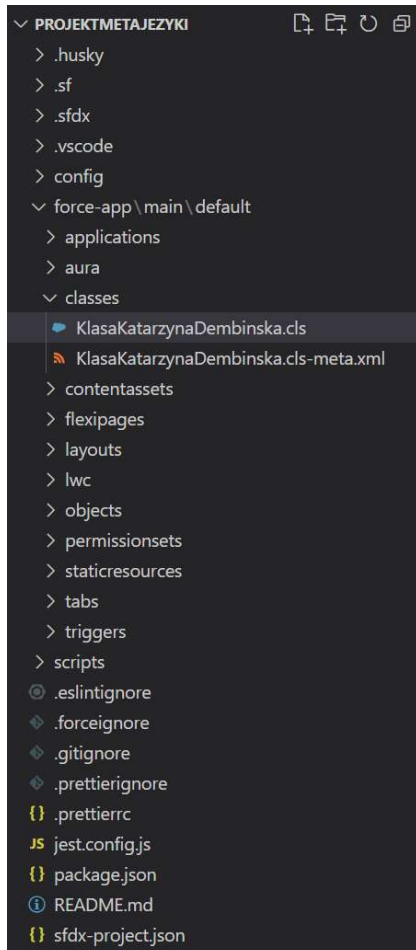 PROJEKTMETAJEZYKI
.husky
.sf
.sfdx
.vscode
config
force-app\main\default
applications
aura
classes
KlasaKatarzynaDembinska.cls
KlasaKatarzynaDembinska.cls-meta.xml
contentassets
flexipages
layouts
lwc
objects
permissionsets
staticresources
tabs
triggers
scripts
.eslintignore
.forceignore
.gitignore
.prettierignore
{} .prettierrc
JS jest.config.js
{} package.json
README.md
{} sfdx-project.json